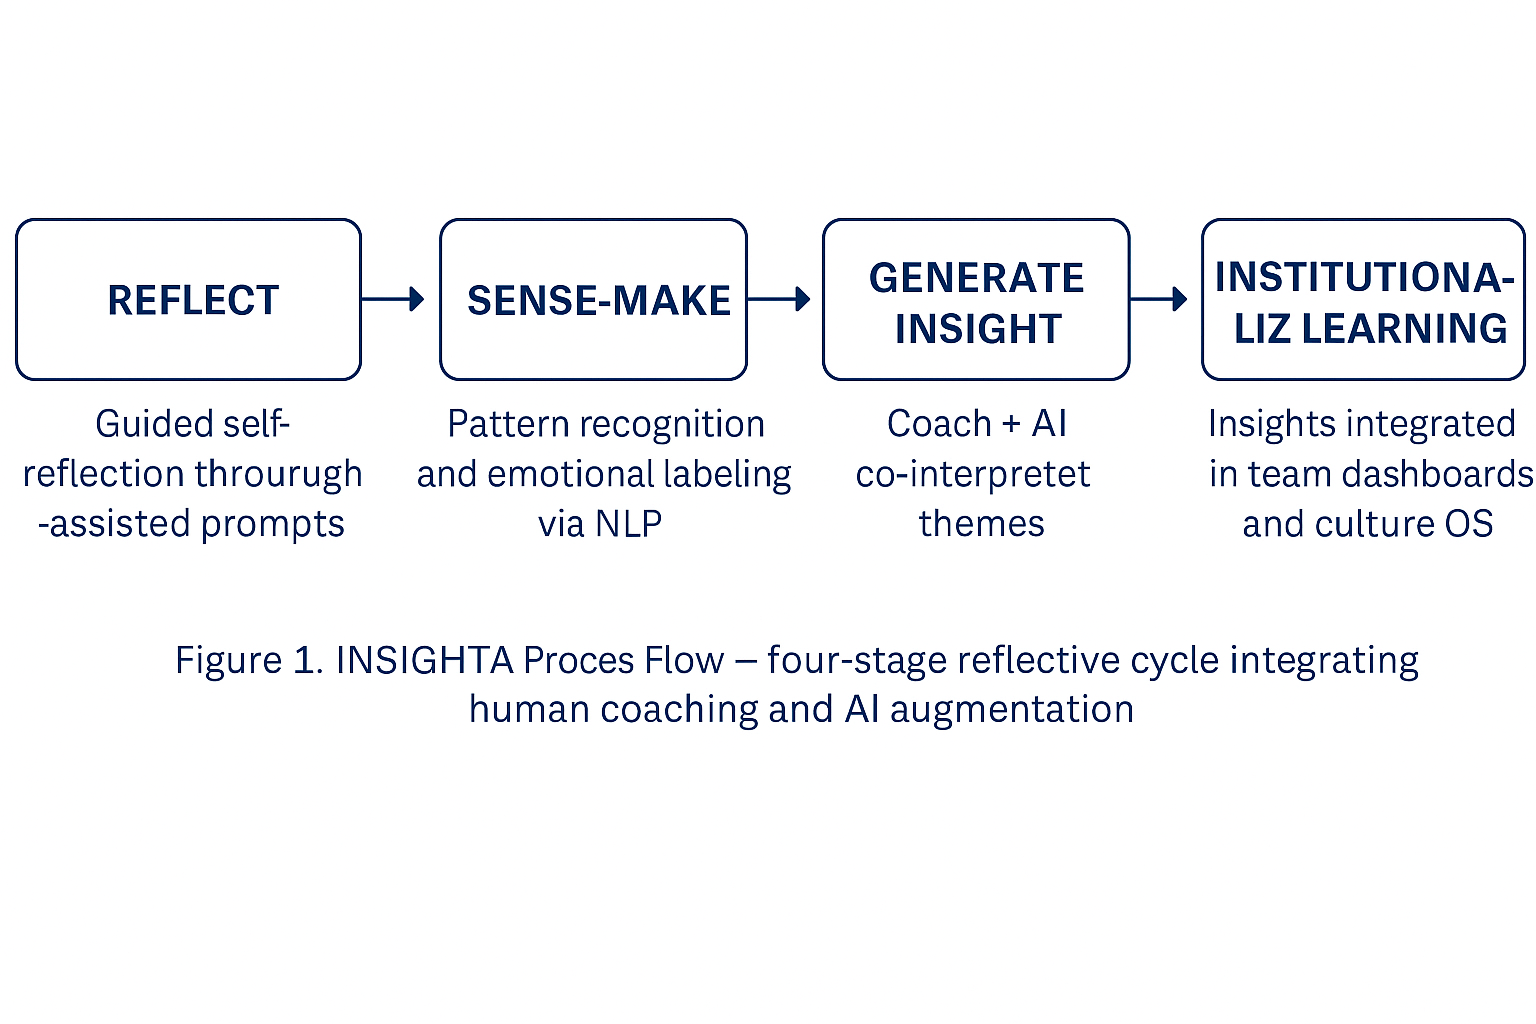 REFLECT
Guided self-
reflection throurugh
-assisted prompts
SENSE-MAKE
Pattern recognition
and emotional labeling
via NLP
GENERATE
INSIGHT
Coach + AI
co-interpretet
themes
INSTITUTIONA-
LIZ LEARNING
Insights integrated
in team dashboards
and culture OS
Figure 1. INSIGHTA Proces Flow – four-stage reflective cycle integrating
human coaching and AI augmentation